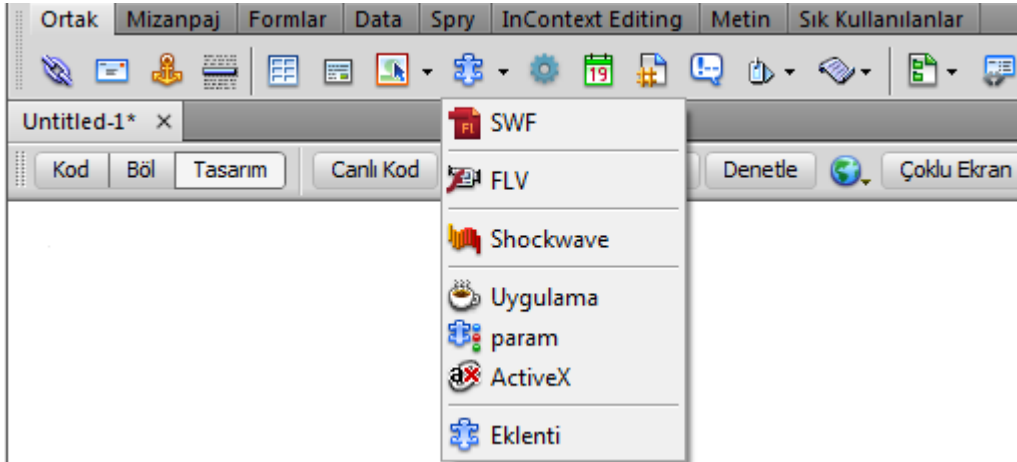 Ortak Mizanpaj Formlar Data Spry InContext Editing Metin Sık Kullanılanlar
19
Untitled-1* ×
SWF
Kod Böl Tasarım Canlı Kod Denetle Çoklu Ekran
FLV
Shockwave
Uygulama
param
ActiveX
Eklenti